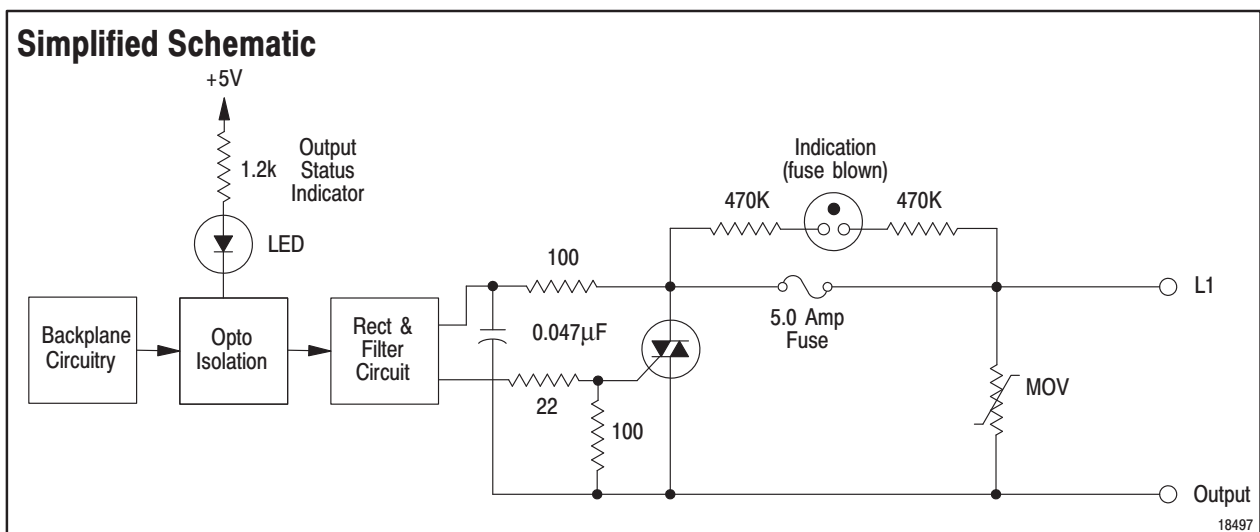 Simplified Schematic
+5V
1.2k
Output
Status
Indicator
LED
Indication
(fuse blown)
470K
470K
100
L1
5.0 Amp
Fuse
Backplane
Circuitry
Opto
Isolation
Rect &
Filter
Circuit
0.047µF
22
100
MOV
Output
18497